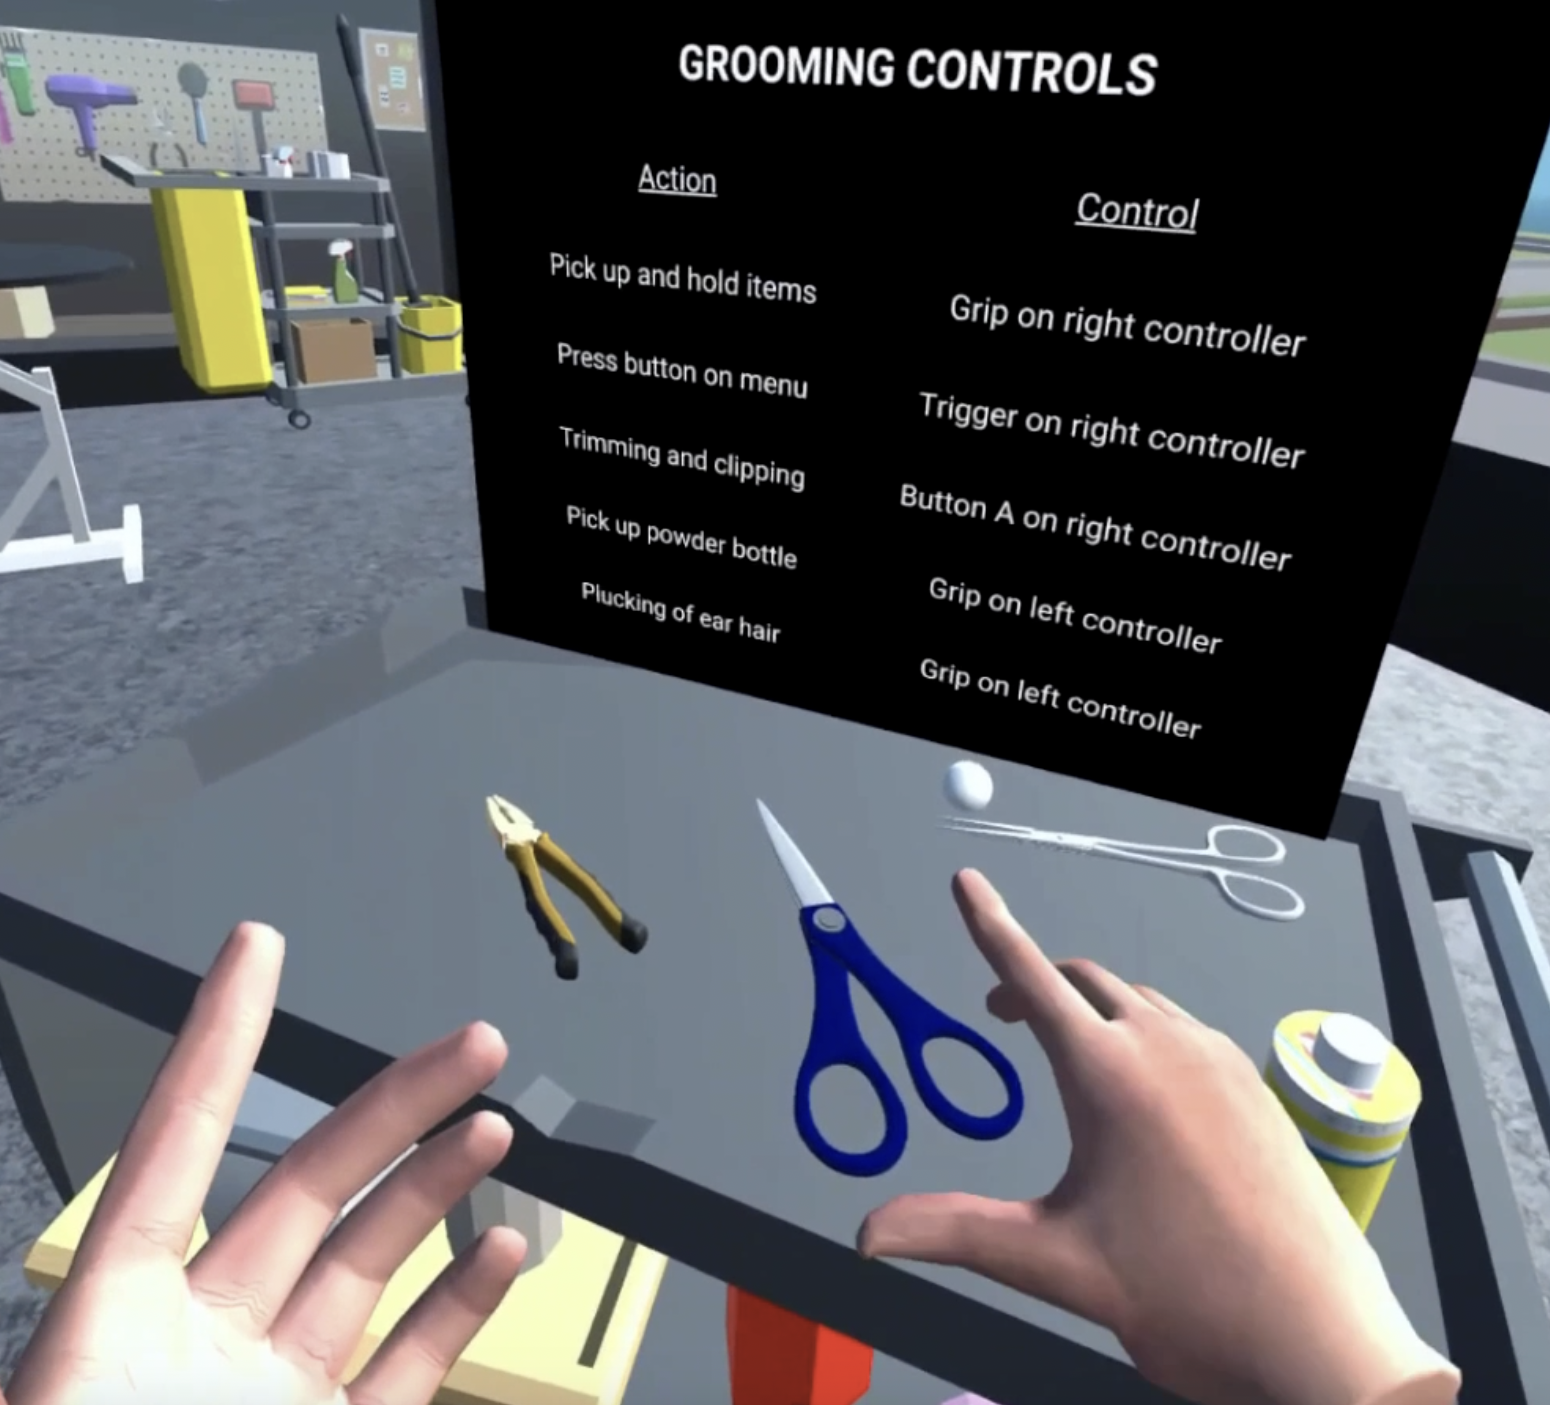 GROOMING CONTROLS
Action Control
Pick up and hold items Grip on right controller
Press button on menu Trigger on right controller
Trimming and clipping Button A on right controller
Pick up powder bottle Grip on left controller
Plucking of ear hair Grip on left controller